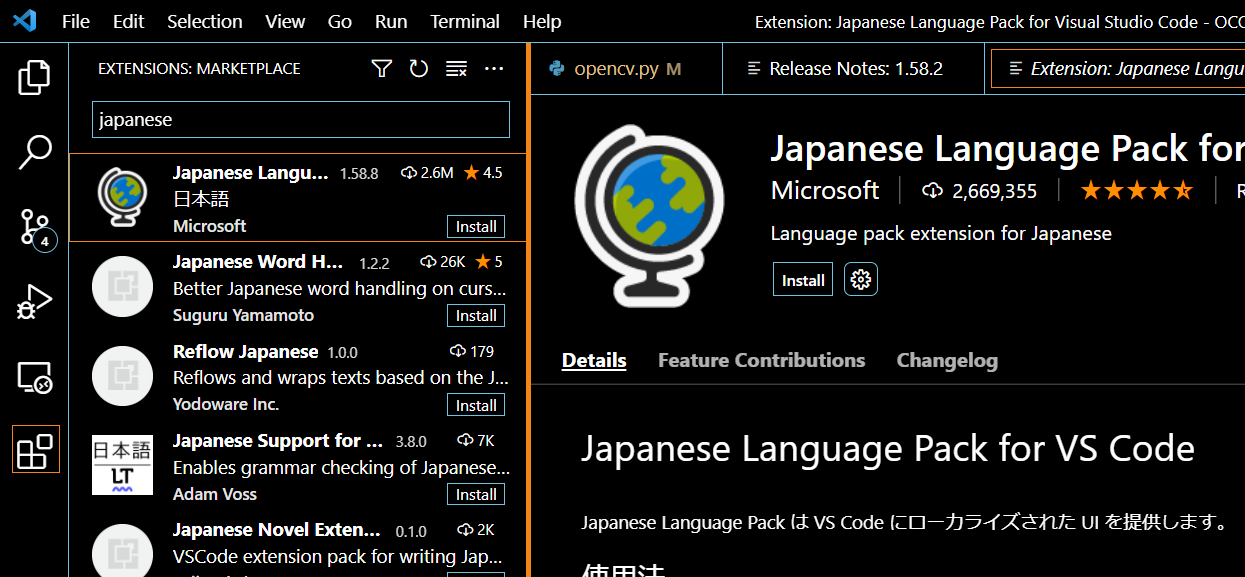 File Edit Selection View Go Run Terminal Help
Extension: Japanese Language Pack for Visual Studio Code - OCC
EXTENSIONS: MARKETPLACE
japanese
Japanese Langu... 1.58.8 2.6M 4.5
日本語
Microsoft Install
Japanese Word H... 1.2.2 26K 5
Better Japanese word handling on curs...
Suguru Yamamoto Install
Reflow Japanese 1.0.0 179
Reflows and wraps texts based on the J...
Yodoware Inc. Install
日本語
LT
Japanese Support for ... 3.8.0 7K
Enables grammar checking of Japanese...
Adam Voss Install
Japanese Novel Exten... 0.1.0 2K
VSCode extension pack for writing Jap...
4
opencv.py M
Release Notes: 1.58.2
Extension: Japanese Langu
Japanese Language Pack for
Microsoft 2,669,355 R
Language pack extension for Japanese
Install
Details Feature Contributions Changelog
Japanese Language Pack for VS Code
Japanese Language Pack は VS Code にローカライズされた UI を提供します。
使用法